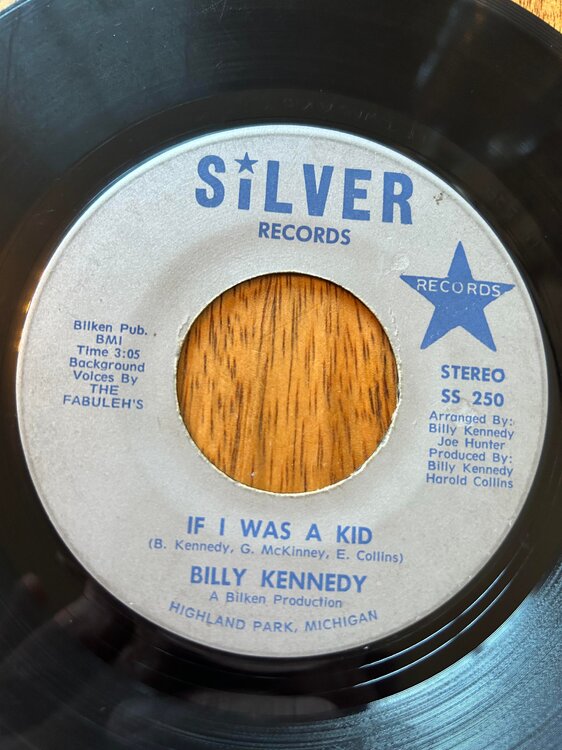 SiLVER
RECORDS
RECORDS
Bilken Pub.
BMI
Time 3:05
Background
Voices By
THE
FABULEH'S
STEREO
SS 250
Arranged By:
Billy Kennedy
Joe Hunter
Produced By:
Billy Kennedy
Harold Collins
IF I WAS A KID
(B. Kennedy, G. McKinney, E. Collins)
BILLY KENNEDY
A Bilken Production
HIGHLAND PARK, MICHIGAN